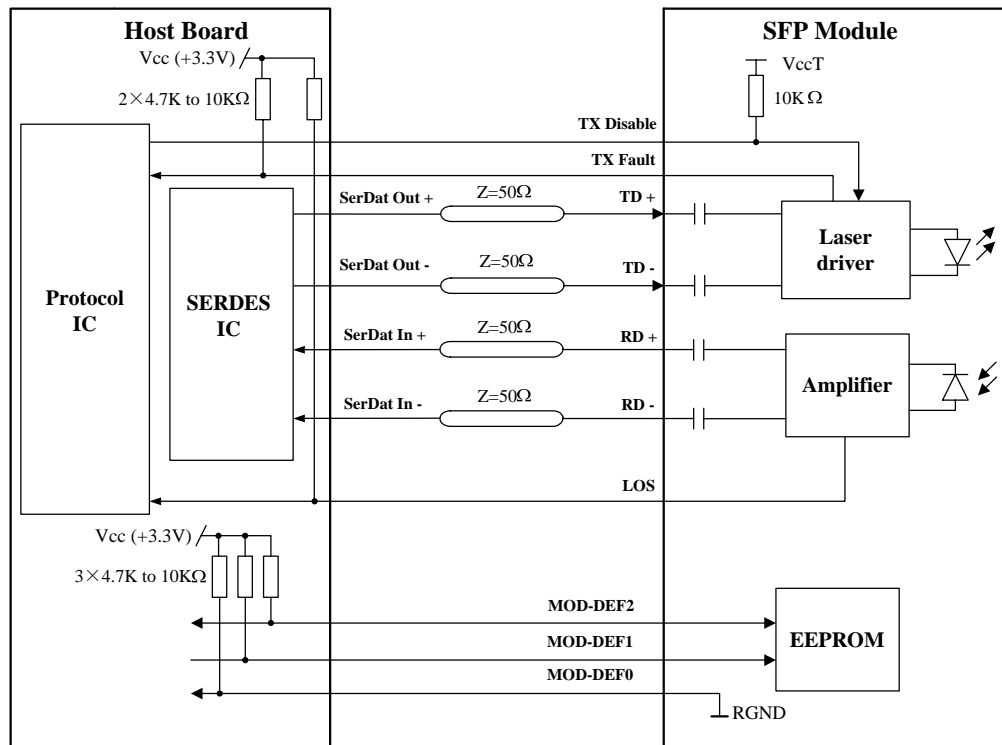 Host Board
SFP Module
Vcc (+3.3V)
VccT
2×4.7K to 10KΩ
10K Ω
TX Disable
TX Fault
SerDat Out +
Z=50Ω
TD +
Laser
driver
SerDat Out -
Z=50Ω
TD -
Protocol
IC
SERDES
IC
SerDat In +
Z=50Ω
RD +
Amplifier
SerDat In -
Z=50Ω
RD -
LOS
Vcc (+3.3V)
3×4.7K to 10KΩ
MOD-DEF2
EEPROM
MOD-DEF1
MOD-DEF0
RGND